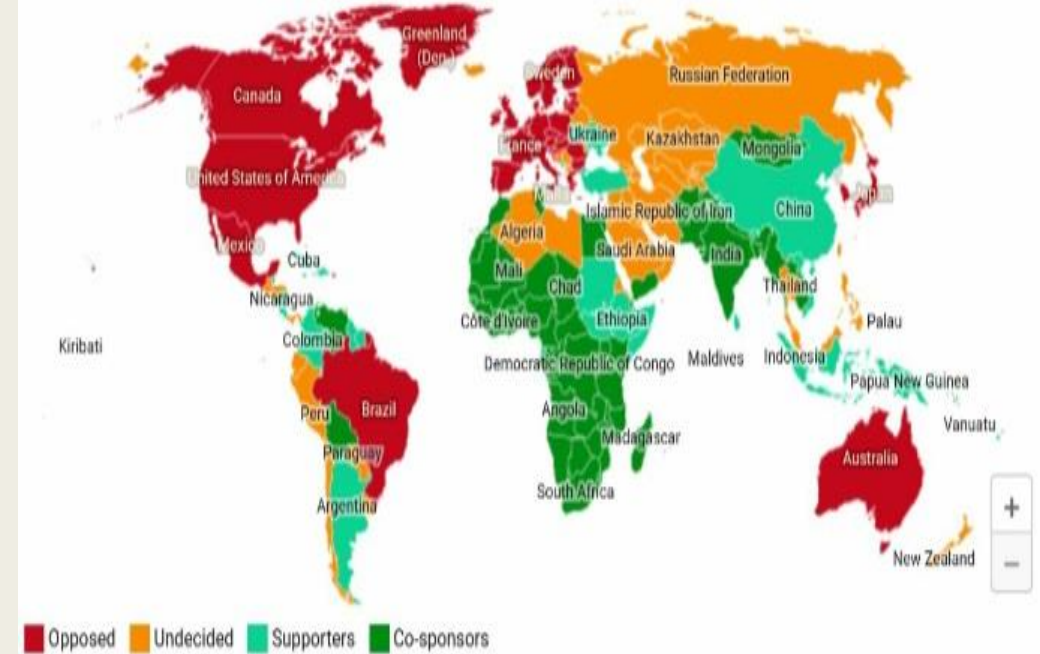 Greenland
(Den.)
Sweden
Russian Federation
Canada
Ukraine
France
Kazakhstan
Mongolia
United States of America
Malta
Japan
Islamic Republic of Iran
China
Algeria
Mexico
Saudi Arabia
India
Cuba
Mali
Chad
Thailand
Nicaragua
Côte d'Ivoire
Ethiopia
Palau
Colombia
Kiribati
Democratic Republic of Congo
Maldives
Indonesia
Papua New Guinea
Peru
Brazil
Angola
Vanuatu
Madagascar
Paraguay
Australia
South Africa
Argentina
+
New Zealand
−
Opposed Undecided Supporters Co-sponsors